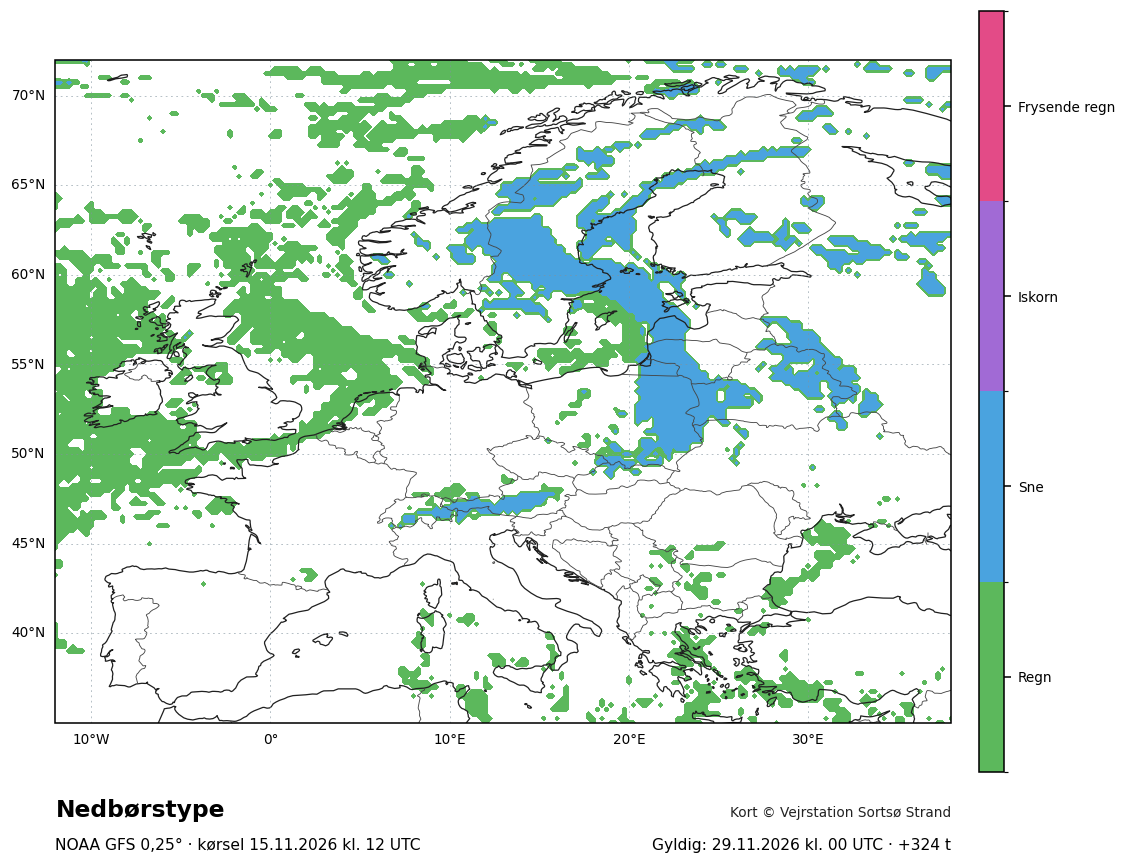 Frysende regn
Iskorn
Sne
Regn
70°N
65°N
60°N
55°N
50°N
45°N
40°N
10°W 0° 10°E 20°E 30°E
Nedbørstype
Kort © Vejrstation Sortsø Strand
NOAA GFS 0,25° · kørsel 15.11.2026 kl. 12 UTC
Gyldig: 29.11.2026 kl. 00 UTC · +324 t